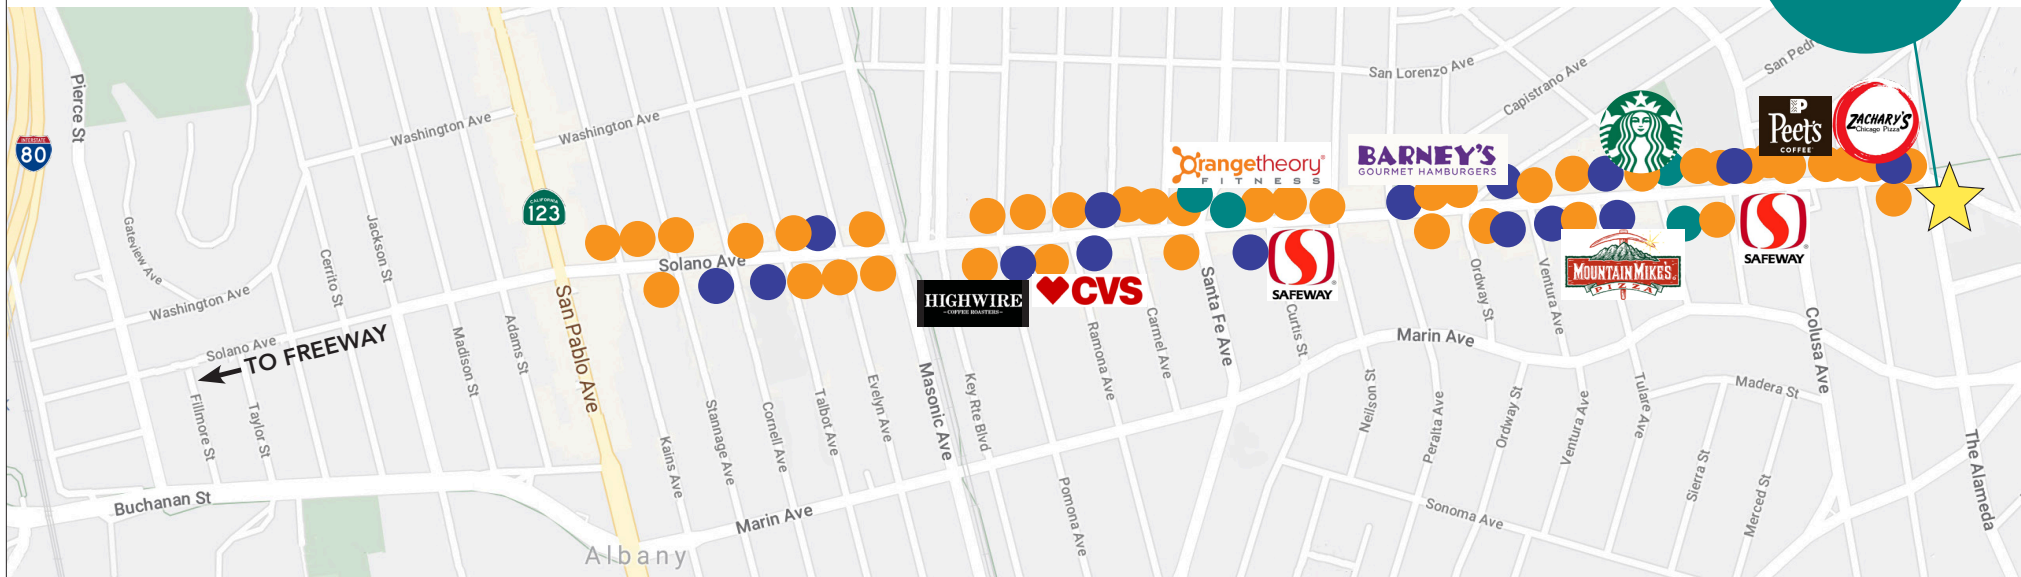 San Pedr
San Lorenzo Ave
Capistrano Ave
Pierce St
INTERSTATE
80
Washington Ave
Washington Ave
P
Peet's
COFFEE
ZACHARY'S
Chicago Pizza
Orangetheory
FITNESS
BARNEY'S
GOURMET HAMBURGERS
CALIFORNIA
123
Gateview Ave
Cerrito St
Jackson St
Washington Ave
Solano Ave
SAFEWAY
SAFEWAY
MOUNTAIN MIKE'S
PIZZA
HIGHWIRE
-COFFEE ROASTERS-
CVS
Solano Ave
TO FREEWAY
Madison St
Adams St
San Pablo Ave
Ramona Ave
Carmel Ave
Santa Fe Ave
Curtis St
Ordway St
Ventura Ave
Marin Ave
Colusa Ave
Fillmore St
Taylor St
Kains Ave
Stannage Ave
Cornell Ave
Talbot Ave
Evelyn Ave
Masonic Ave
Key Rte Blvd
Neilson St
Peralta Ave
Ordway St
Ventura Ave
Tulare Ave
Madera St
Sierra St
Merced St
The Alameda
Pomona Ave
Sonoma Ave
Buchanan St
Marin Ave
Albany